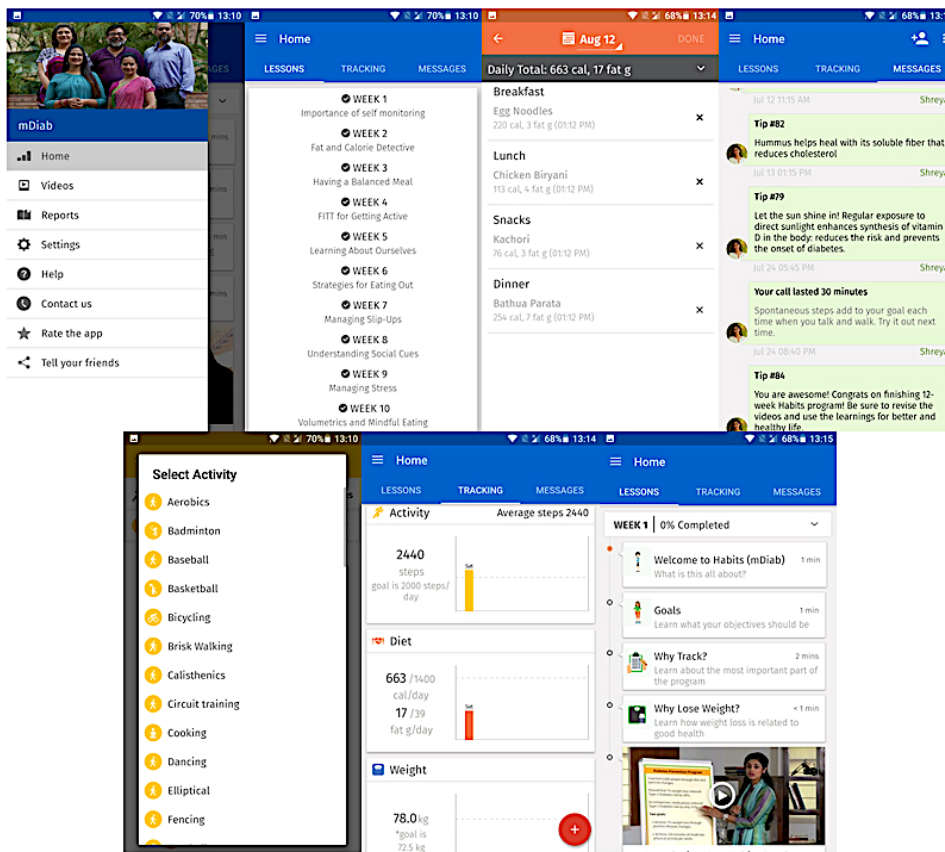 70% 13:10
mDiab
Home
Videos
Reports
Settings
Help
Contact us
Rate the app
Tell your friends
70% 13:10
Home
LESSONS TRACKING MESSAGES
WEEK 1
Importance of self monitoring
WEEK 2
Fat and Calorie Detective
WEEK 3
Having a Balanced Meal
WEEK 4
FITT for Getting Active
WEEK 5
Learning About Ourselves
WEEK 6
Strategies for Eating Out
WEEK 7
Managing Slip-Ups
WEEK 8
Understanding Social Cues
WEEK 9
Managing Stress
WEEK 10
Volumetrics and Mindful Eating
68% 13:14
Aug 12 DONE
Daily Total: 663 cal, 17 fat g
Breakfast
Egg Noodles
220 cal, 3 fat g (01:12 PM)
Lunch
Chicken Biryani
113 cal, 4 fat g (01:12 PM)
Snacks
Kachori
76 cal, 3 fat g (01:12 PM)
Dinner
Bathua Parata
254 cal, 7 fat g (01:12 PM)
68% 13:1
Home
LESSONS TRACKING MESSAGES
Jul 12 11:15 AM Shreya
Tip #82
Hummus helps heal with its soluble fiber that
reduces cholesterol
Jul 13 01:15 PM Shreya
Tip #79
Let the sun shine in! Regular exposure to
direct sunlight enhances synthesis of vitamin
D in the body: reduces the risk and prevents
the onset of diabetes.
Jul 24 05:45 PM Shreya
Your call lasted 30 minutes
Spontaneous steps add to your goal each
time when you talk and walk. Try it out next
time.
Jul 24 08:40 PM Shreya
Tip #84
You are awesome! Congrats on finishing 12-
week Habits program! Be sure to revise the
videos and use the learnings for better and
healthy life.
70% 13:10
Select Activity
Aerobics
Badminton
Baseball
Basketball
Bicycling
Brisk Walking
Calisthenics
Circuit training
Cooking
Dancing
Elliptical
Fencing
68% 13:14
Home
LESSONS TRACKING MESSAGES
Activity Average steps 2440
2440
steps
goal is 2000 steps/
day
Sat
Diet
663 /1400
cal/day
17 /39
fat g/day
Sat
Weight
78.0 kg
*goal is
72.5 kg
68% 13:15
Home
LESSONS TRACKING MESSAGES
WEEK 1 0% Completed
Welcome to Habits (mDiab) 1 min
What is this all about?
Goals 1 min
Learn what your objectives should be
Why Track? 2 mins
Learn about the most important part of
the program
Why Lose Weight? < 1 min
Learn how weight loss is related to
good health
Diabetes Prevention Program